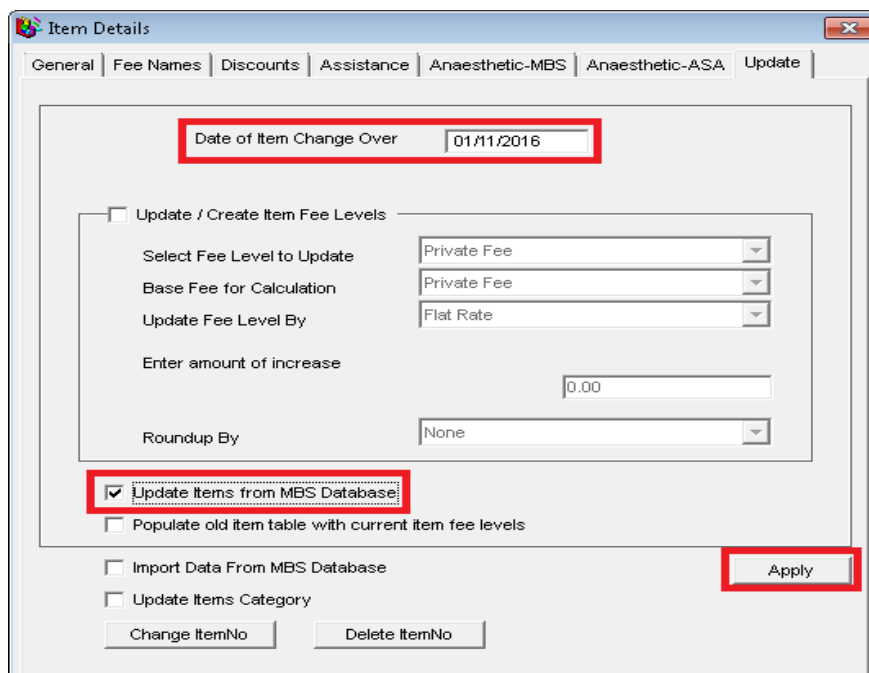 Item Details
General Fee Names Discounts Assistance Anaesthetic-MBS Anaesthetic-ASA Update
Date of Item Change Over 01/11/2016
Update / Create Item Fee Levels
Select Fee Level to Update Private Fee
Base Fee for Calculation Private Fee
Update Fee Level By Flat Rate
Enter amount of increase
0.00
Roundup By None
Update Items from MBS Database
Populate old item table with current item fee levels
Import Data From MBS Database Apply
Update Items Category
Change ItemNo Delete ItemNo